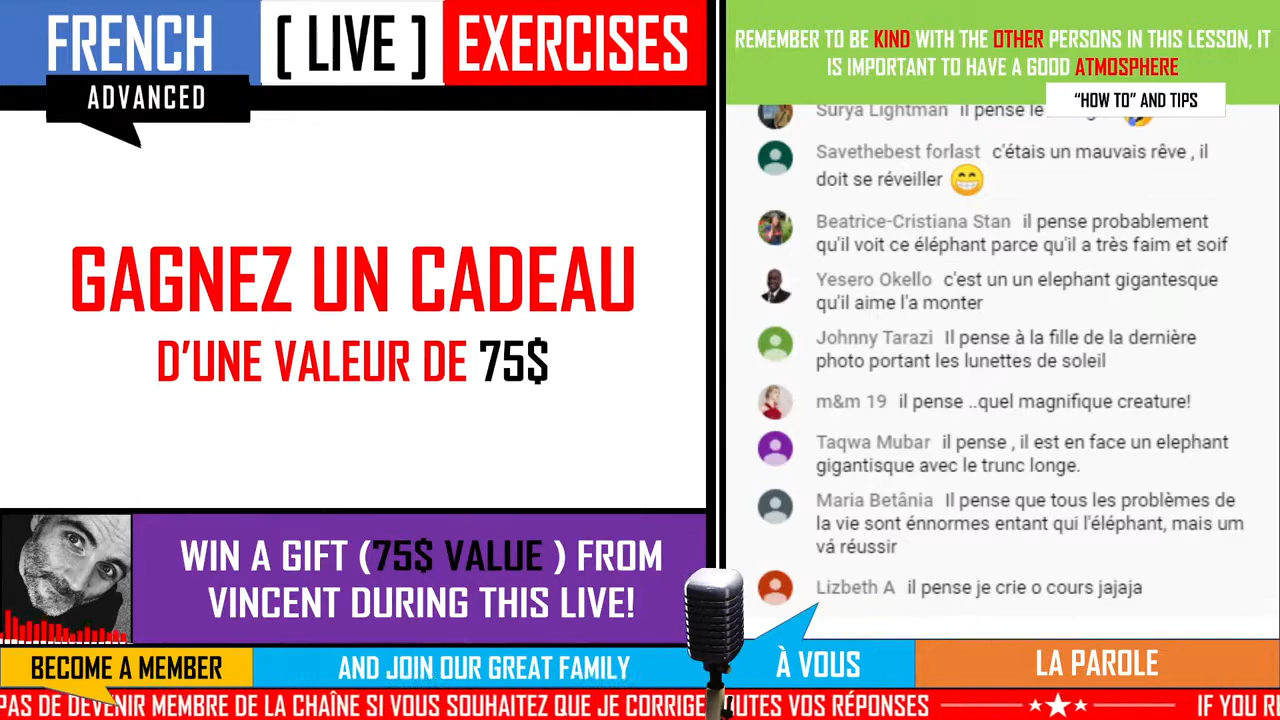 FRENCH [ LIVE ] EXERCISES
ADVANCED
GAGNEZ UN CADEAU
D'UNE VALEUR DE 75$
WIN A GIFT (75$ VALUE ) FROM
VINCENT DURING THIS LIVE!
BECOME A MEMBER
AND JOIN OUR GREAT FAMILY
REMEMBER TO BE KIND WITH THE OTHER PERSONS IN THIS LESSON, IT
IS IMPORTANT TO HAVE A GOOD ATMOSPHERE
“HOW TO” AND TIPS
Surya Lightman il pense le
Savethebest forlast c'étais un mauvais rêve , il
doit se réveiller
Beatrice-Cristiana Stan il pense probablement
qu'il voit ce éléphant parce qu'il a très faim et soif
Yesero Okello c'est un un elephant gigantesque
qu'il aime l'a monter
Johnny Tarazi Il pense à la fille de la dernière
photo portant les lunettes de soleil
m&m 19 il pense ..quel magnifique creature!
Taqwa Mubar il pense , il est en face un elephant
gigantisque avec le trunc longe.
Maria Betânia Il pense que tous les problèmes de
la vie sont énnormes entant qui l'éléphant, mais um
vá réussir
Lizbeth A il pense je crie o cours jajaja
À VOUS
LA PAROLE
PAS DE DEVENIR MEMBRE DE LA CHAÎNE SI VOUS SOUHAITEZ QUE JE CORRIGE UTES VOS RÉPONSES IF YOU R